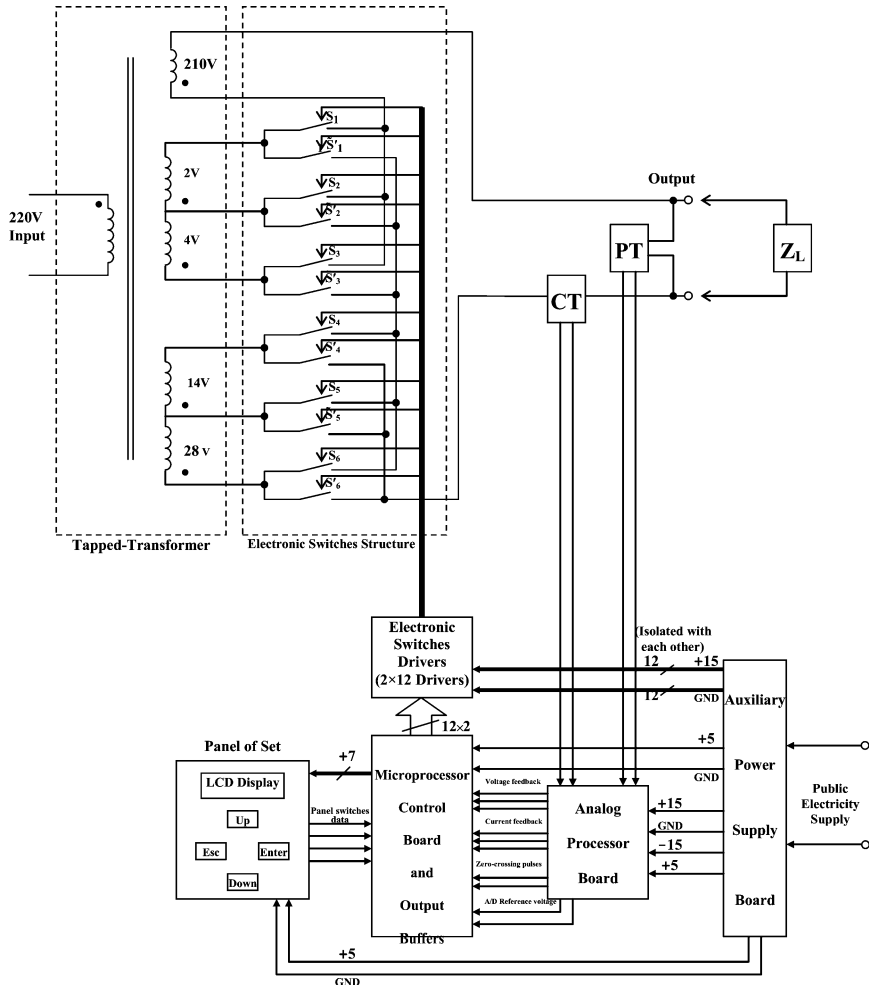 210V
S1
S'1
2V
S2
Output
220V
Input
S'2
4V
PT
ZL
S3
S'3
CT
S4
S'4
14V
S5
S'5
28 V
S6
S'6
Tapped-Transformer
Electronic Switches Structure
Electronic
Switches
Drivers
(2×12 Drivers)
(Isolated with
each other)
12
+15
12
GND
Auxiliary
Power
Supply
Board
12×2
Panel of Set
+7
+5
GND
LCD Display
Up
Esc
Enter
Down
Panel switches
data
Microprocessor
Control
Board
and
Output
Buffers
Voltage feedback
Current feedback
Zero-crossing pulses
A/D Reference voltage
Analog
Processor
Board
+15
GND
−15
+5
Public
Electricity
Supply
+5
GND